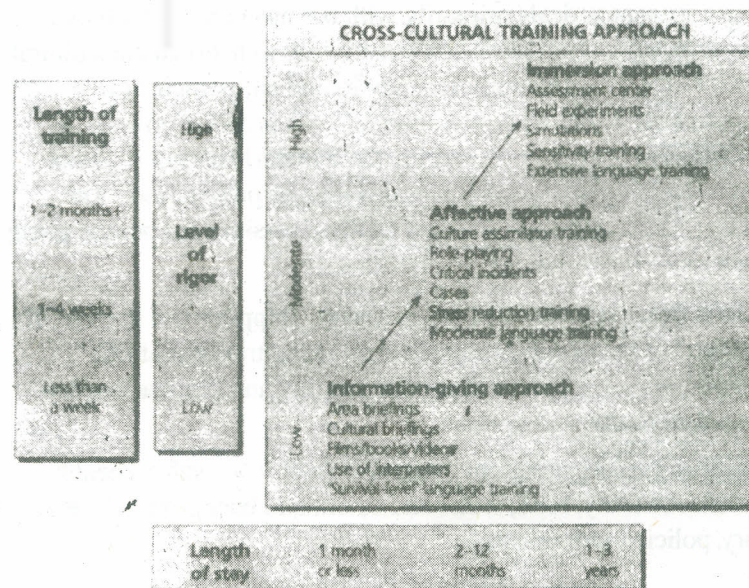 CROSS-CULTURAL TRAINING APPROACH
Length of
training
1–2 months+
1–4 weeks
Less than
a week
High
Level
of
rigor
Low
High
Moderate
Low
Immersion approach
Assessment center
Field experiments
Simulations
Sensitivity training
Extensive language training
Affective approach
Culture assimilator training
Role-playing
Critical incidents
Cases
Stress reduction training
Moderate language training
Information-giving approach
Area briefings
Cultural briefings
Films/books/videos
Use of interpreters
'Survival-level' language training
Length
of stay
1 month
or less
2–12
months
1–3
years